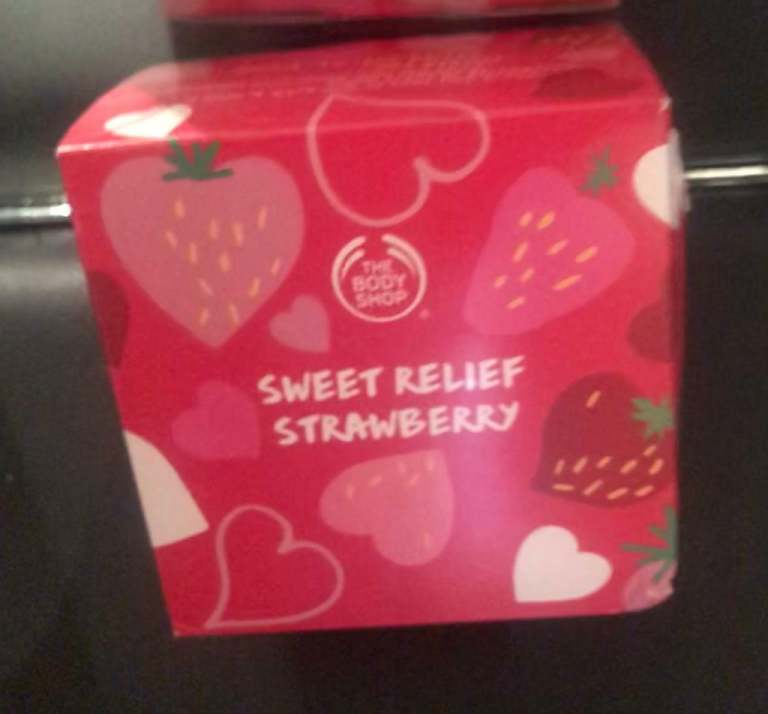 THE
BODY
SHOP
SWEET RELIEF
STRAWBERRY